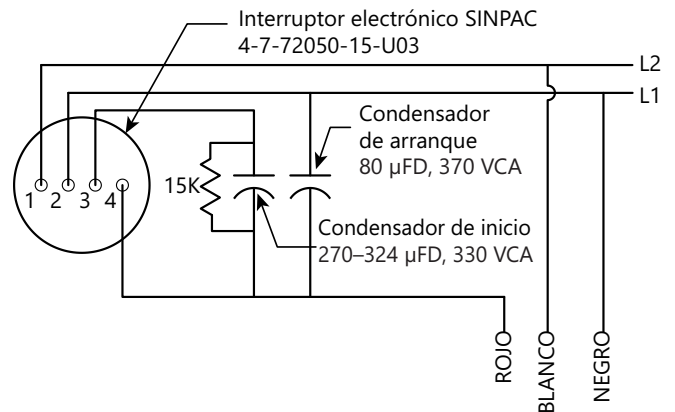 Interruptor electrónico SINPAC
4-7-72050-15-U03
L2
L1
Condensador
de arranque
80 µFD, 370 VCA
1 2 3 4
15K
Condensador de inicio
270–324 µFD, 330 VCA
ROJO
BLANCO
NEGRO